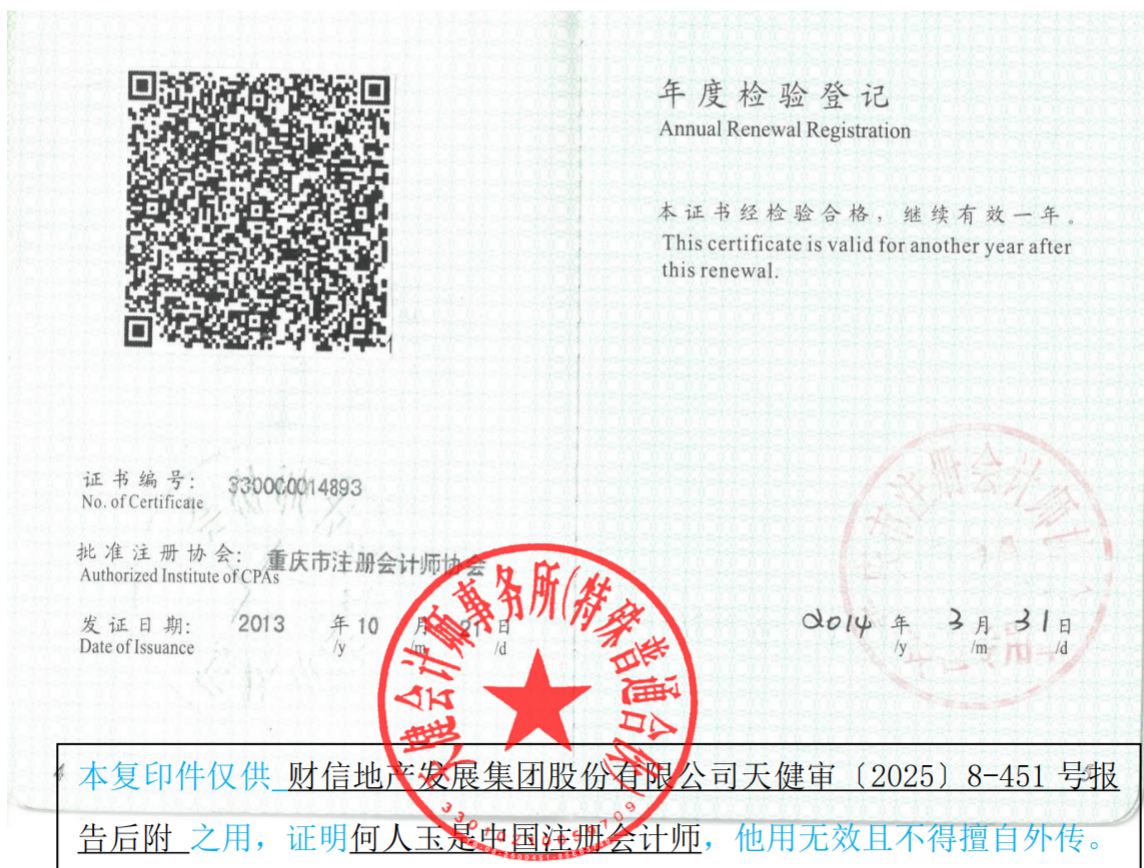 年度检验登记
Annual Renewal Registration
本证书经检验合格，继续有效一年。
This certificate is valid for another year after
this renewal.
证书编号: 330000014893
No. of Certificate
批准注册协会: 重庆市注册会计师协会
Authorized Institute of CPAs
发证日期: 2013 年 10 月 日
Date of Issuance /y /m /d
2014 年 3 月 31 日
/y /m /d
市注册会计师
天健会计师事务所(特殊普通合伙)
本复印件仅供 财信地产发展集团股份有限公司天健审〔2025〕8-451 号报
告后附 之用，证明何人玉是中国注册会计师，他用无效且不得擅自外传。